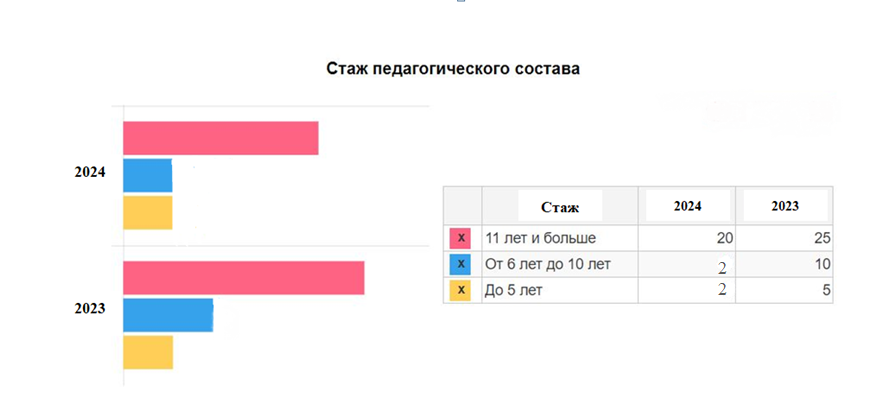 Стаж педагогического состава
2024
2023
Стаж 2024 2023
x 11 лет и больше 20 25
x От 6 лет до 10 лет 2 10
x До 5 лет 2 5